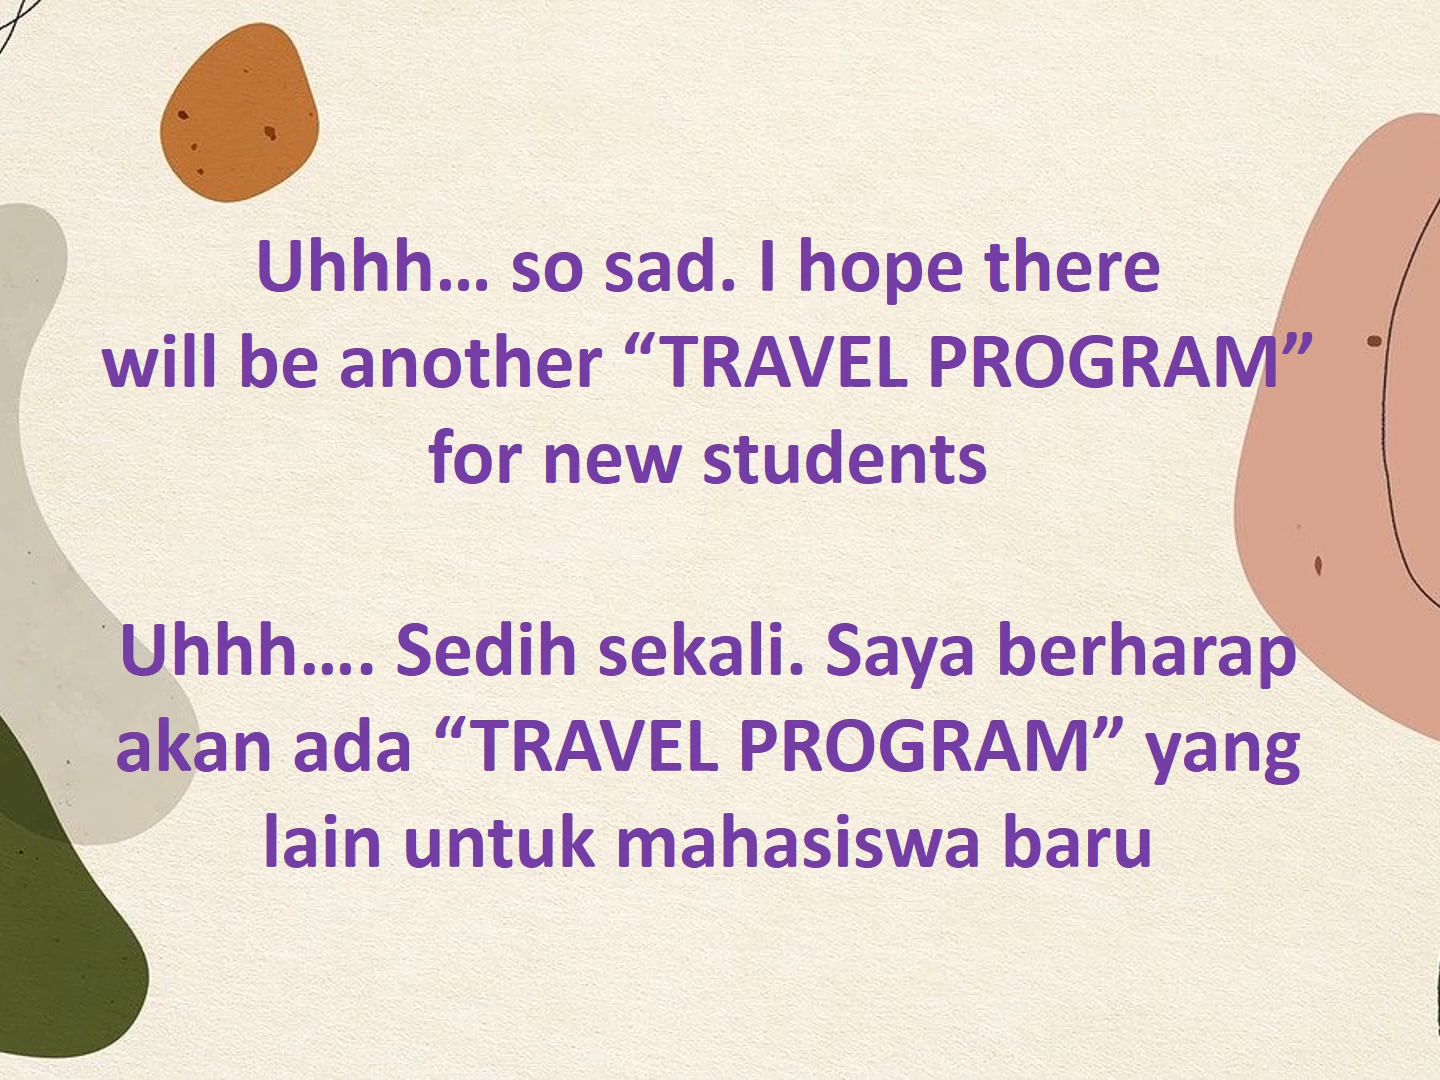 Uhhh… so sad. I hope there
will be another “TRAVEL PROGRAM”
for new students
Uhhh…. Sedih sekali. Saya berharap
akan ada “TRAVEL PROGRAM” yang
lain untuk mahasiswa baru